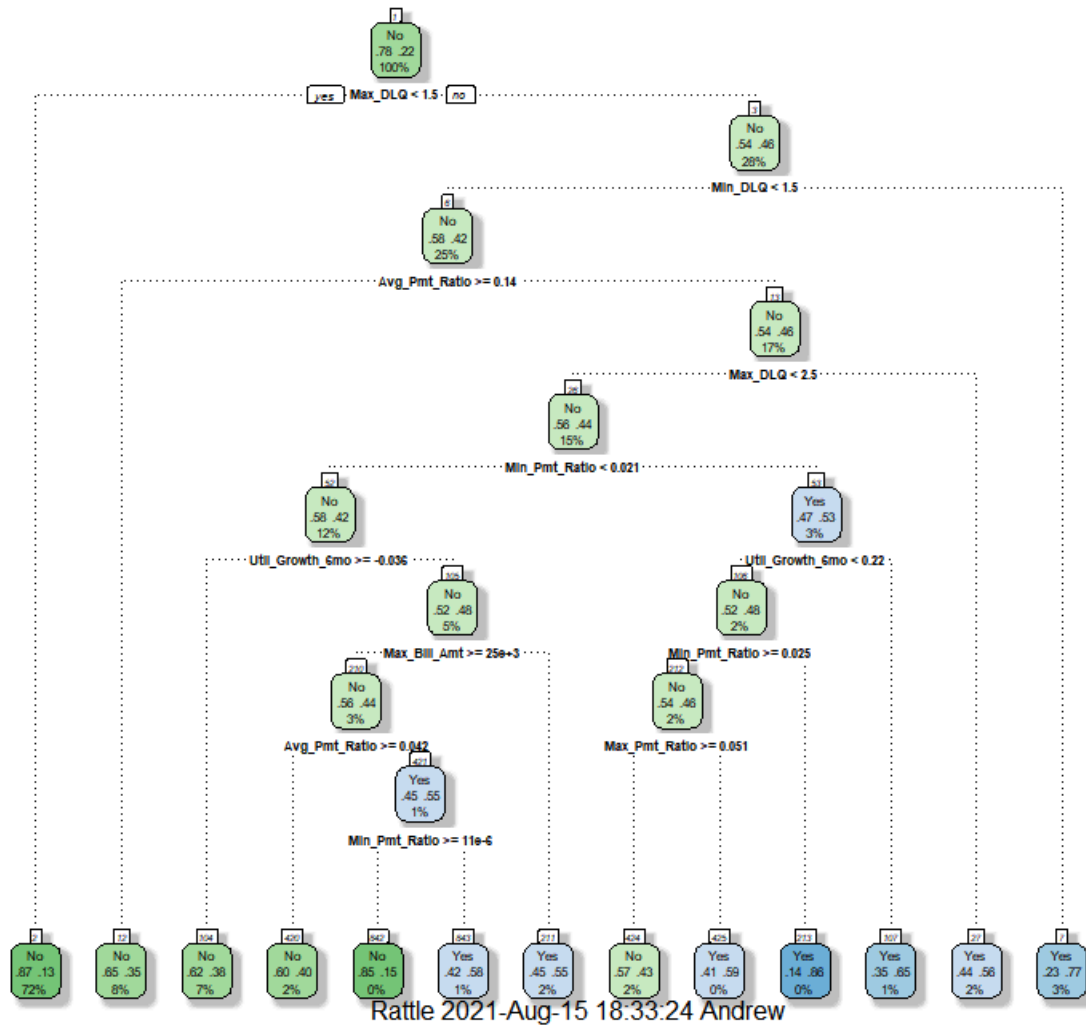 1
No
.78 .22
100%
yes Max_DLQ < 1.5 no
3
No
.54 .46
28%
Min_DLQ < 1.5
6
No
.58 .42
25%
Avg_Pmt_Ratio >= 0.14
13
No
.54 .46
17%
Max_DLQ < 2.5
26
No
.56 .44
15%
Min_Pmt_Ratio < 0.021
52
No
.58 .42
12%
53
Yes
.47 .53
3%
Util_Growth_6mo >= -0.036
Util_Growth_6mo < 0.22
105
No
.52 .48
5%
106
No
.52 .48
2%
Max_Bill_Amt >= 25e+3
Min_Pmt_Ratio >= 0.025
210
No
.56 .44
3%
212
No
.54 .46
2%
Avg_Pmt_Ratio >= 0.042
Max_Pmt_Ratio >= 0.051
421
Yes
.45 .55
1%
Min_Pmt_Ratio >= 11e-6
2
No
.87 .13
72%
12
No
.65 .35
8%
104
No
.62 .38
7%
420
No
.60 .40
2%
842
No
.85 .15
0%
843
Yes
.42 .58
1%
211
Yes
.45 .55
2%
424
No
.57 .43
2%
425
Yes
.41 .59
0%
213
Yes
.14 .86
0%
107
Yes
.35 .65
1%
27
Yes
.44 .56
2%
7
Yes
.23 .77
3%
Rattle 2021-Aug-15 18:33:24 Andrew